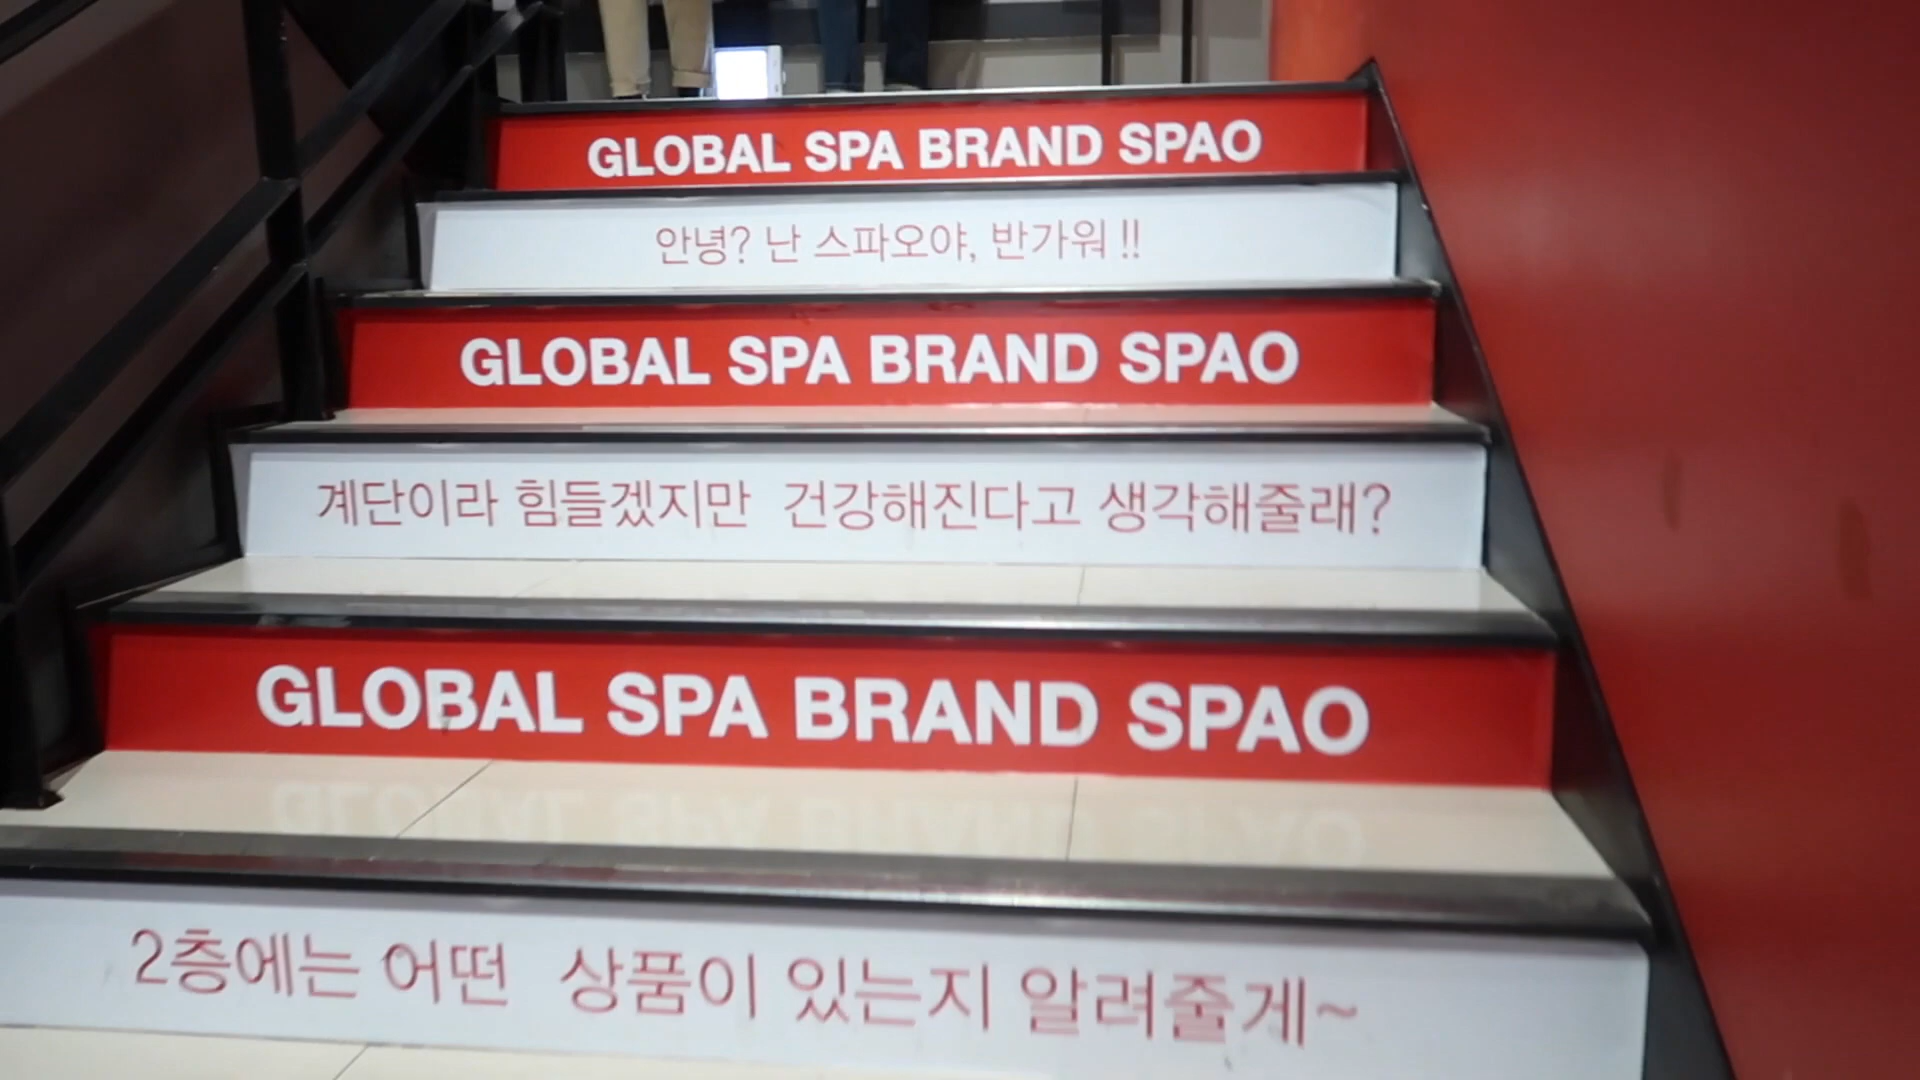 GLOBAL SPA BRAND SPAO
안녕? 난 스파오야, 반가워 !!
GLOBAL SPA BRAND SPAO
계단이라 힘들겠지만 건강해진다고 생각해줄래?
GLOBAL SPA BRAND SPAO
2층에는 어떤 상품이 있는지 알려줄게~